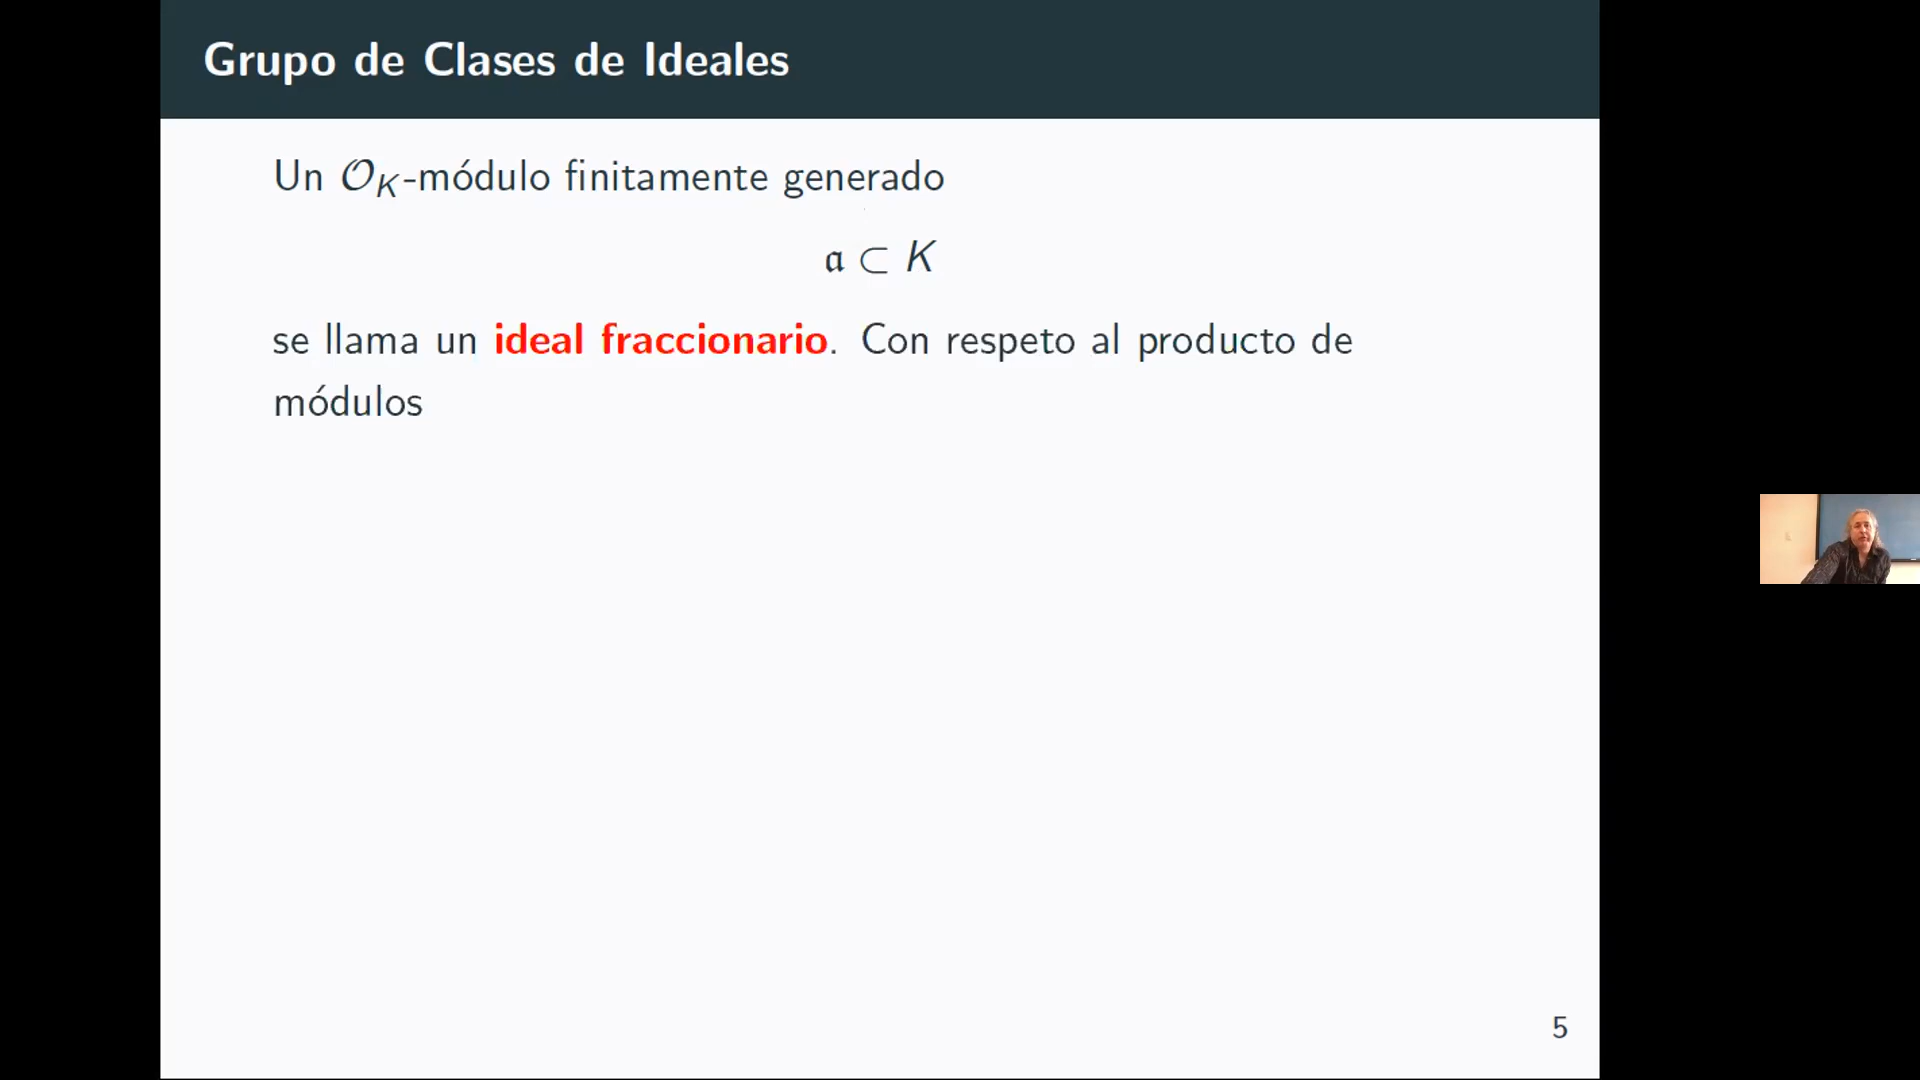 Grupo de Clases de Ideales
Un 𝒪_K-módulo finitamente generado
𝔞 ⊂ K
se llama un ideal fraccionario. Con respeto al producto de
módulos
5